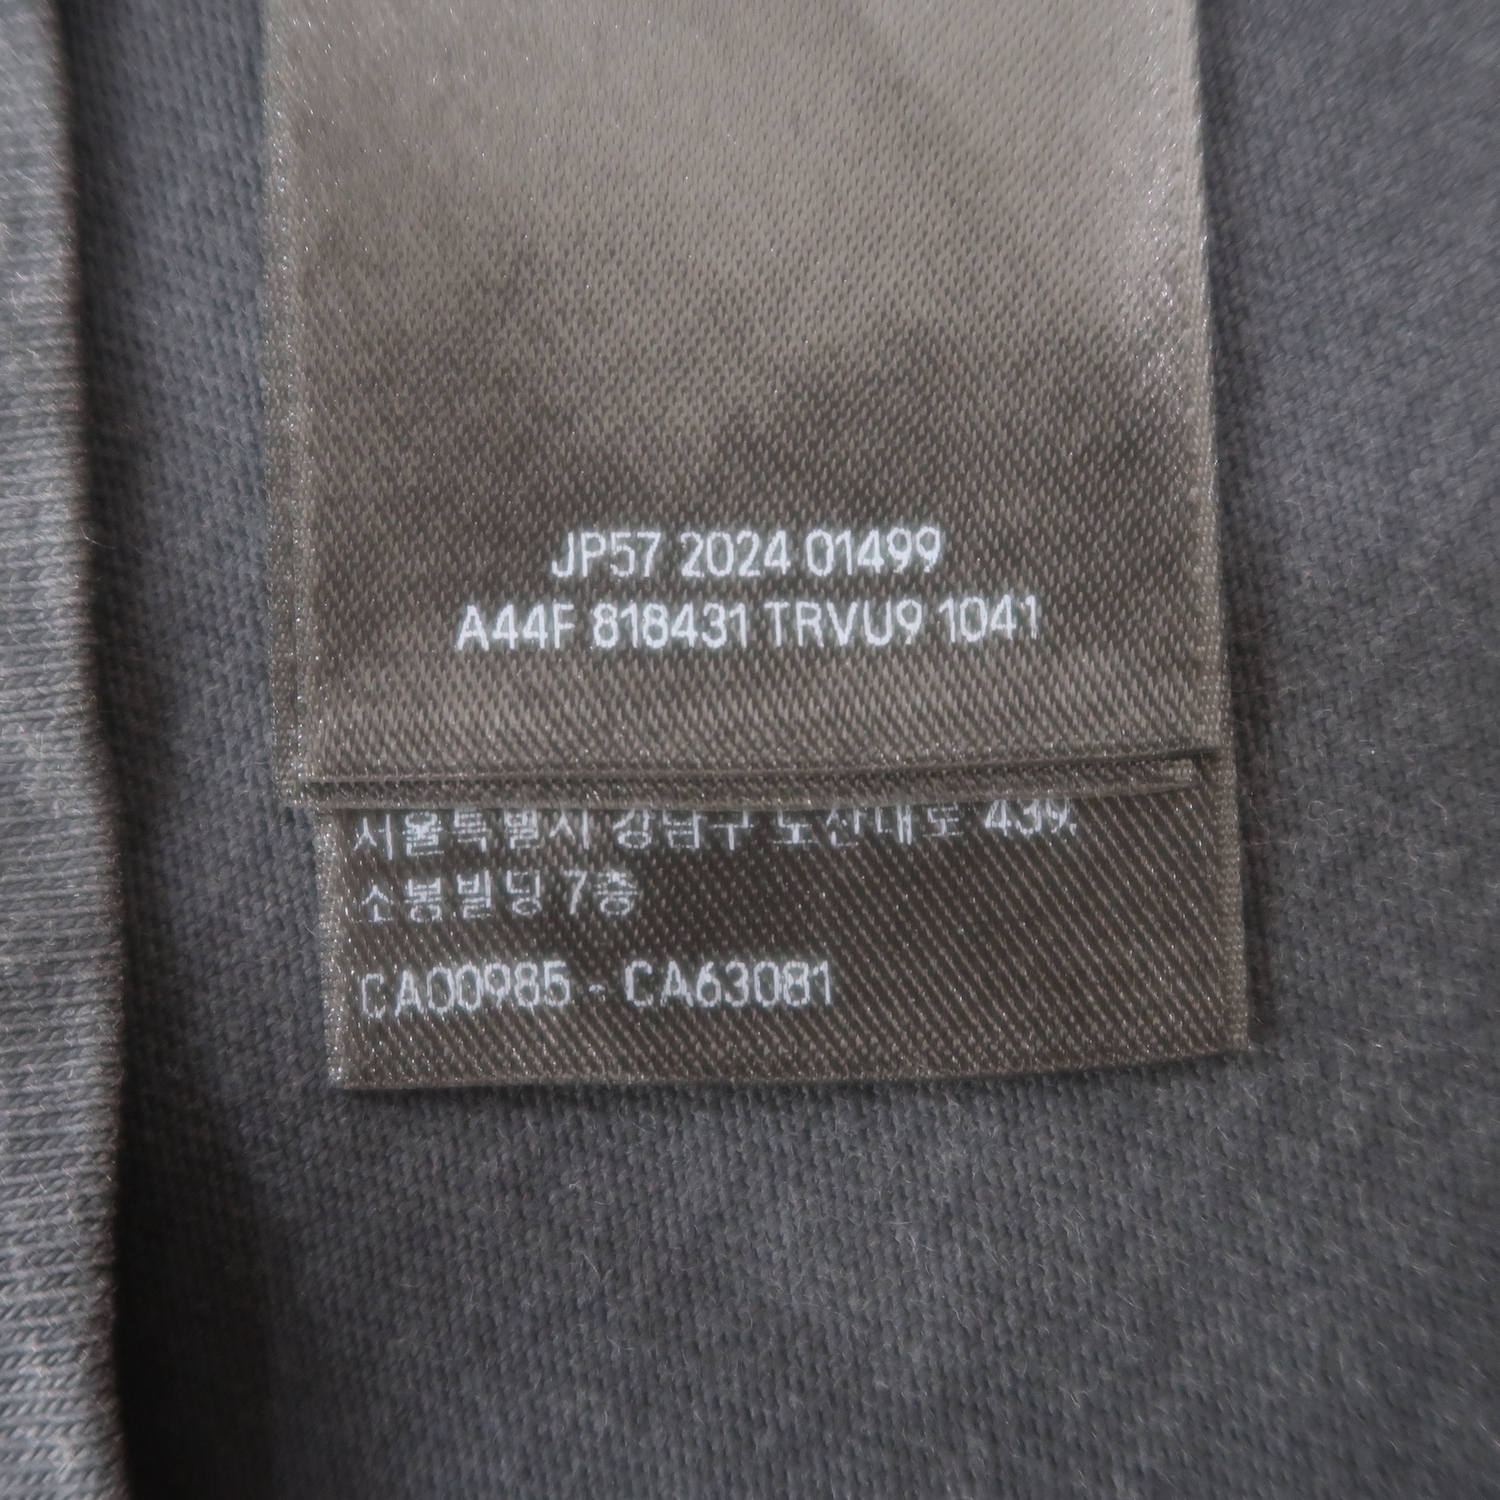 JP57 2024 01499
A44F 818431 TRVU9 1041
서울특별시 강남구 도산대로 439,
소봉빌딩 7층
CA00985 - CA63081